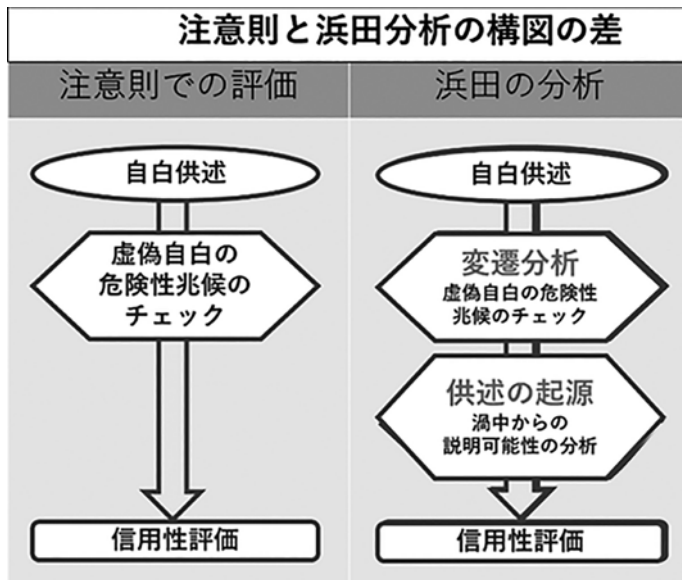 注意則と浜田分析の構図の差
注意則での評価
自白供述
虚偽自白の
危険性兆候の
チェック
信用性評価
浜田の分析
自白供述
変遷分析
虚偽自白の危険性
兆候のチェック
供述の起源
渦中からの
説明可能性の分析
信用性評価